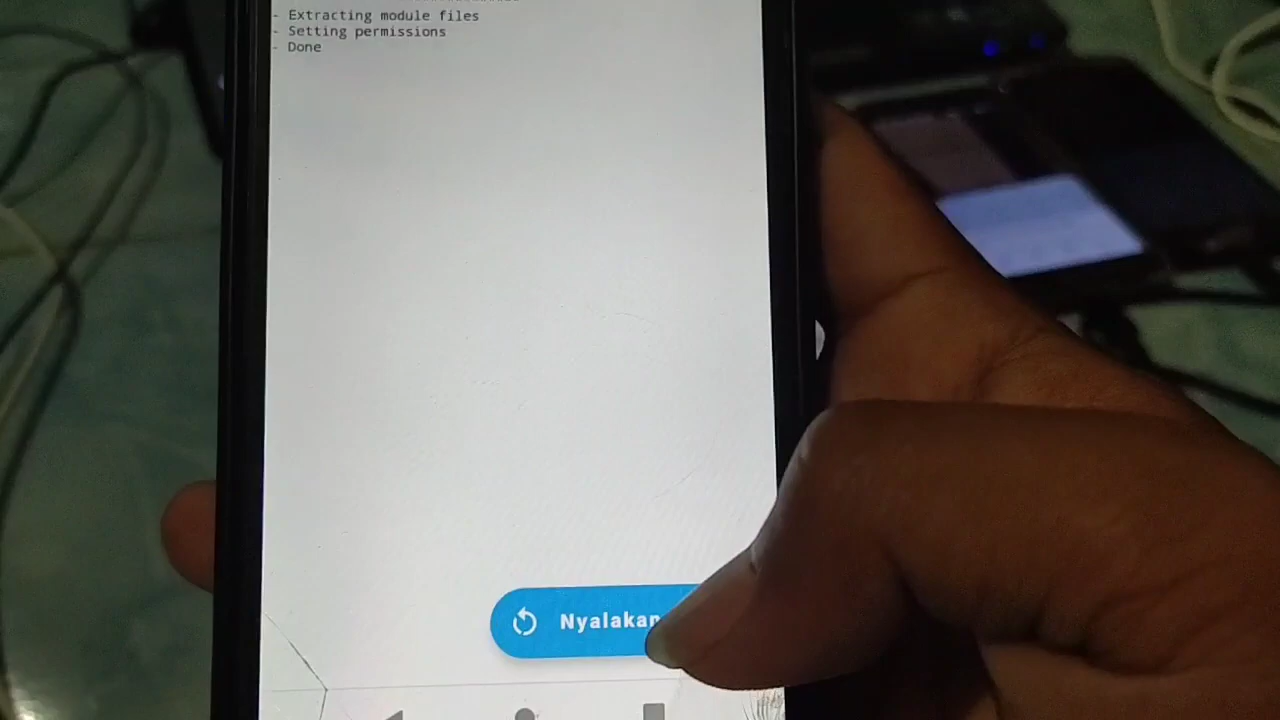 - Extracting module files
- Setting permissions
- Done
Nyalakan